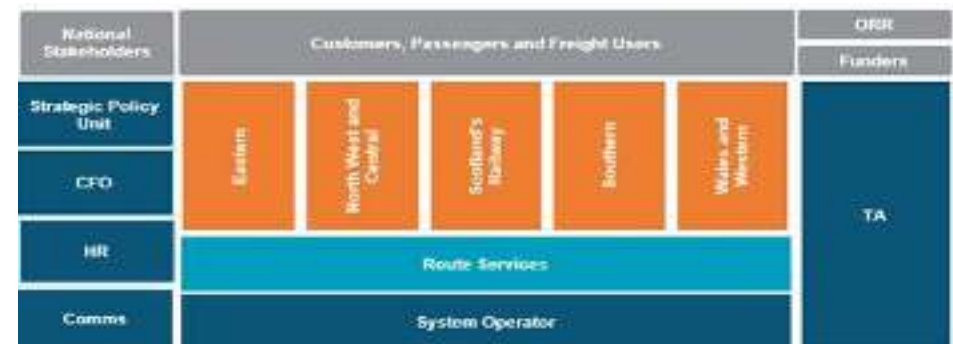 National
Stakeholders
Customers, Passengers and Freight Users
ORR
Funders
Strategic Policy
Unit
CFO
HR
Comms
Eastern
North West and
Central
Scotland's
Railway
Southern
Wales and
Western
Route Services
System Operator
TA